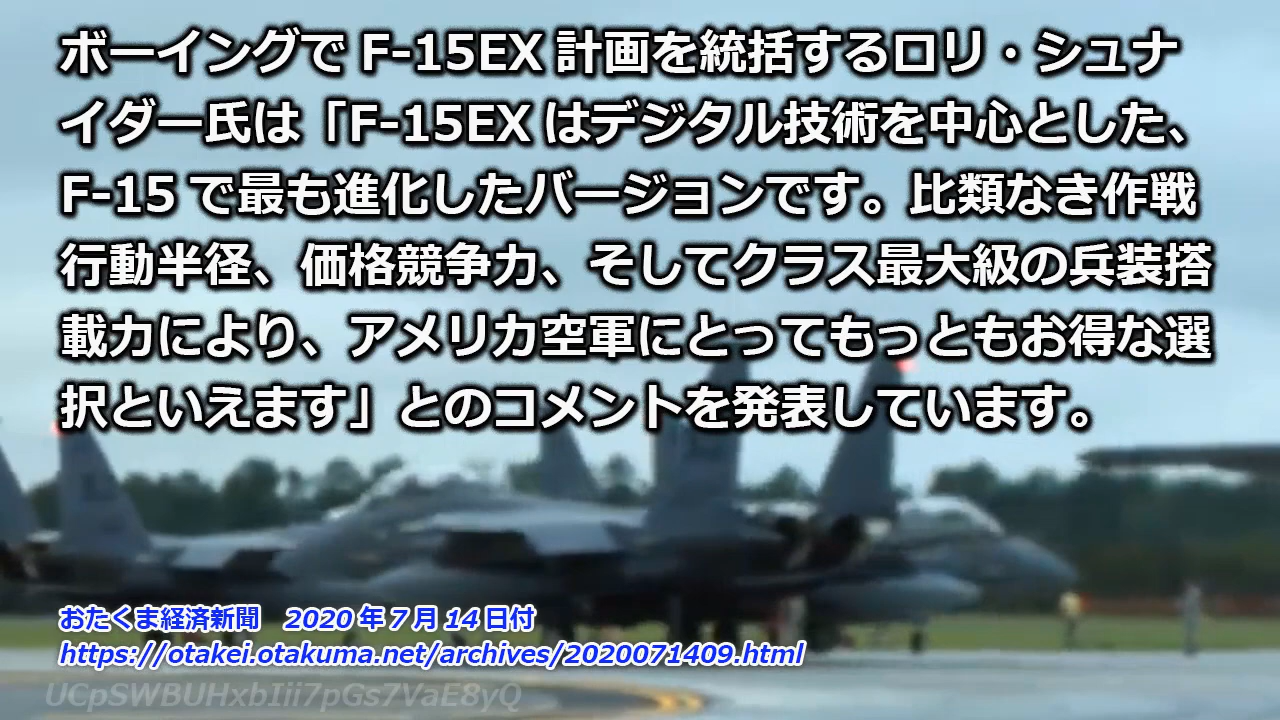 ボーイングで F-15EX 計画を統括するロリ・シュナ
イダー氏は「F-15EX はデジタル技術を中心とした、
F-15 で最も進化したバージョンです。比類なき作戦
行動半径、価格競争力、そしてクラス最大級の兵装搭
載力により、アメリカ空軍にとってもっともお得な選
択といえます」とのコメントを発表しています。
おたくま経済新聞　2020 年 7 月 14 日付
https://otakei.otakuma.net/archives/2020071409.html
UCpSWBUHxbIii7pGs7VaE8yQ